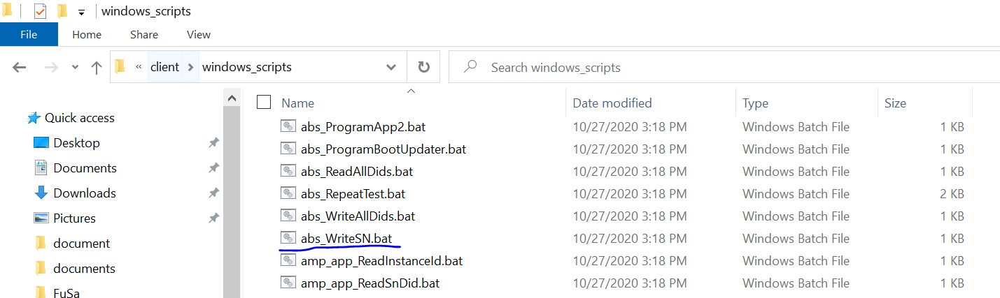 windows_scripts
File Home Share View
« client > windows_scripts Search windows_scripts
Name Date modified Type Size
Quick access
Desktop
Documents
Downloads
Pictures
document
documents
FuSa
abs_ProgramApp2.bat 10/27/2020 3:18 PM Windows Batch File 1 KB
abs_ProgramBootUpdater.bat 10/27/2020 3:18 PM Windows Batch File 1 KB
abs_ReadAllDids.bat 10/27/2020 3:18 PM Windows Batch File 1 KB
abs_RepeatTest.bat 10/27/2020 3:18 PM Windows Batch File 2 KB
abs_WriteAllDids.bat 10/27/2020 3:18 PM Windows Batch File 1 KB
abs_WriteSN.bat 10/27/2020 3:18 PM Windows Batch File 1 KB
amp_app_ReadInstanceId.bat 10/27/2020 3:18 PM Windows Batch File 1 KB
amp_app_ReadSnDid.bat 10/27/2020 3:18 PM Windows Batch File 1 KB